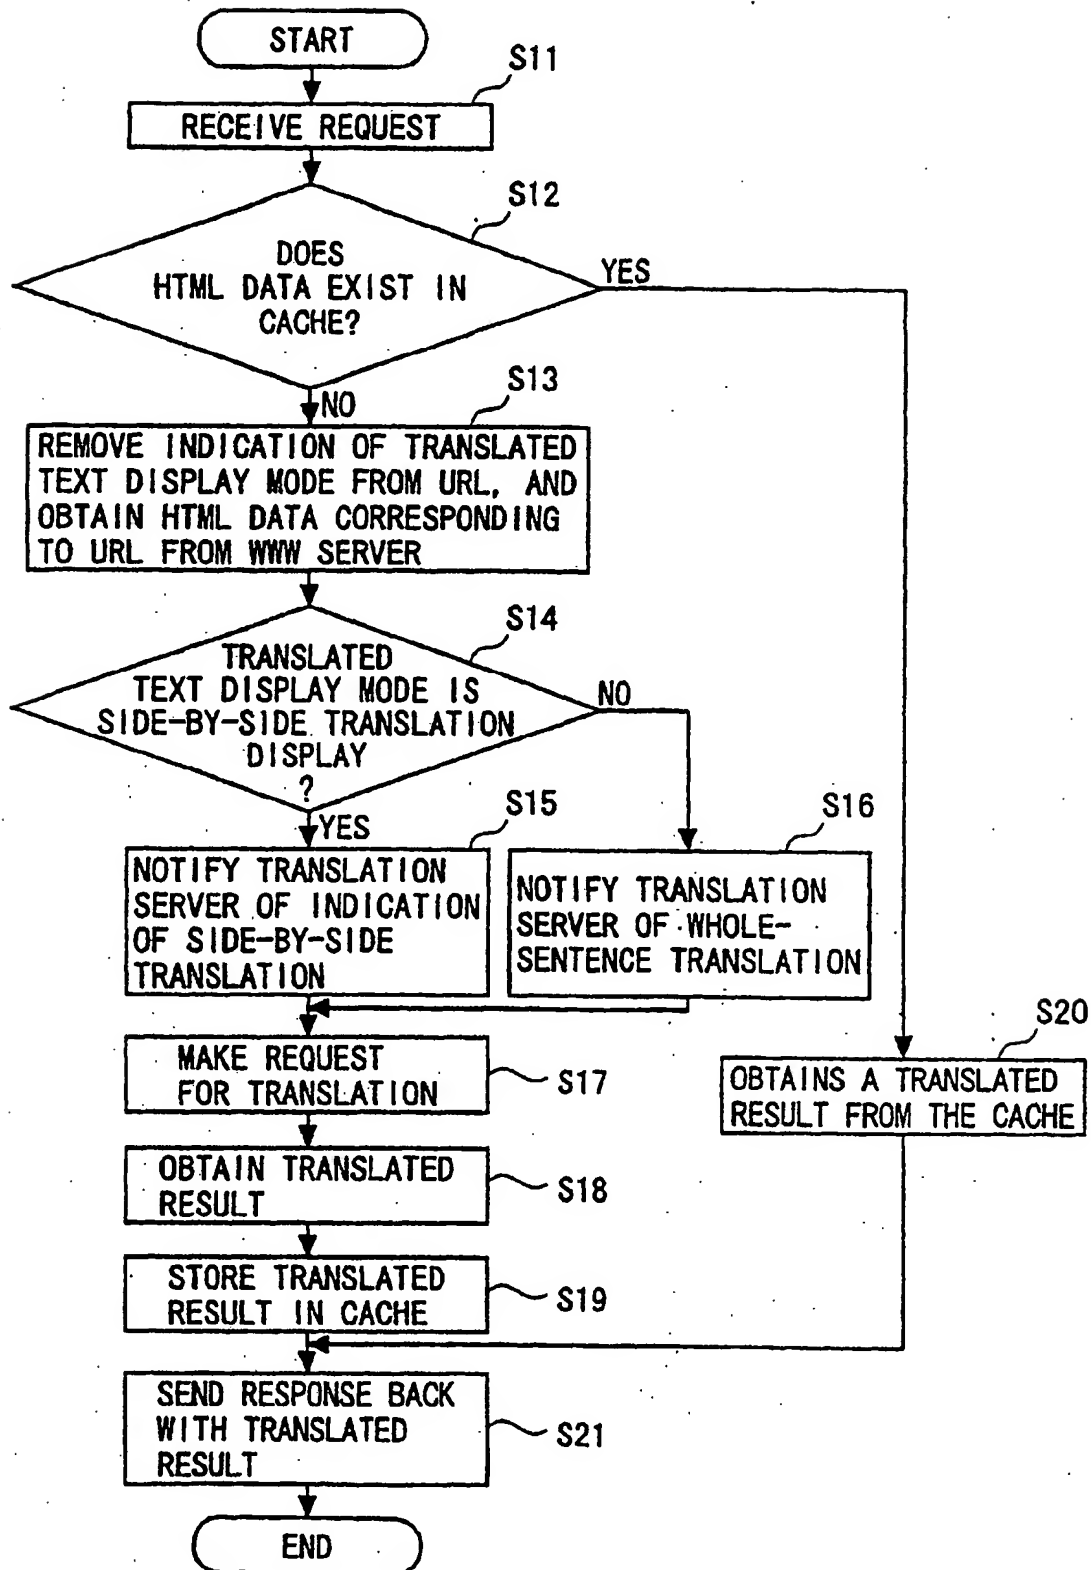 START
S11
RECEIVE REQUEST
S12
DOES
HTML DATA EXIST IN
CACHE?
YES
NO
S13
REMOVE INDICATION OF TRANSLATED
TEXT DISPLAY MODE FROM URL, AND
OBTAIN HTML DATA CORRESPONDING
TO URL FROM WWW SERVER
S14
TRANSLATED
TEXT DISPLAY MODE IS
SIDE-BY-SIDE TRANSLATION
DISPLAY
?
NO
YES
S15
NOTIFY TRANSLATION
SERVER OF INDICATION
OF SIDE-BY-SIDE
TRANSLATION
S16
NOTIFY TRANSLATION
SERVER OF WHOLE-
SENTENCE TRANSLATION
MAKE REQUEST
FOR TRANSLATION
S17
S20
OBTAINS A TRANSLATED
RESULT FROM THE CACHE
OBTAIN TRANSLATED
RESULT
S18
STORE TRANSLATED
RESULT IN CACHE
S19
SEND RESPONSE BACK
WITH TRANSLATED
RESULT
S21
END